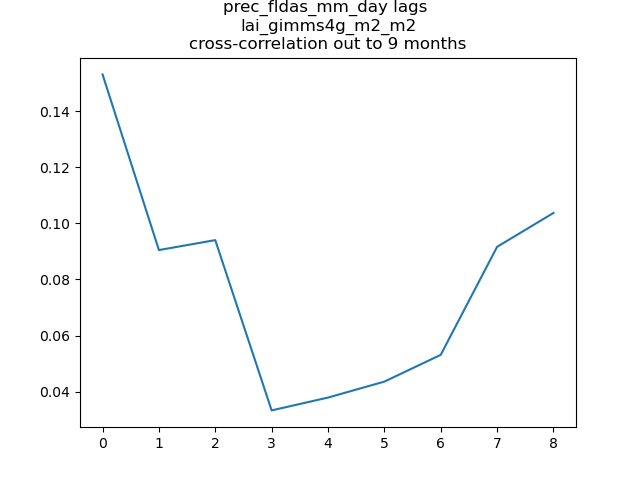 prec_fldas_mm_day lags
lai_gimms4g_m2_m2
cross-correlation out to 9 months
0.14
0.12
0.10
0.08
0.06
0.04
0 1 2 3 4 5 6 7 8